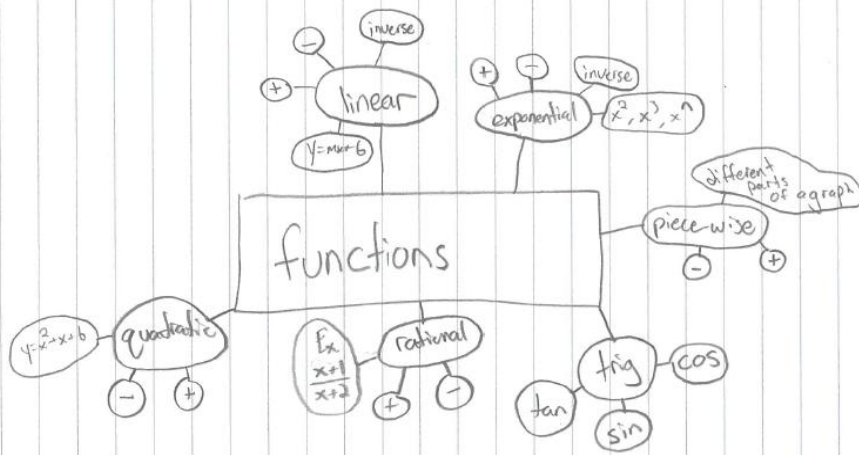 inverse
−
+
linear
y=mx+b
+
−
inverse
exponential
x², x³, xⁿ
different
parts
of a graph
piece-wise
−
+
functions
y=x²+x+b
quadratic
−
+
Ex
x+1
x+2
rational
+
−
trig
cos
tan
sin